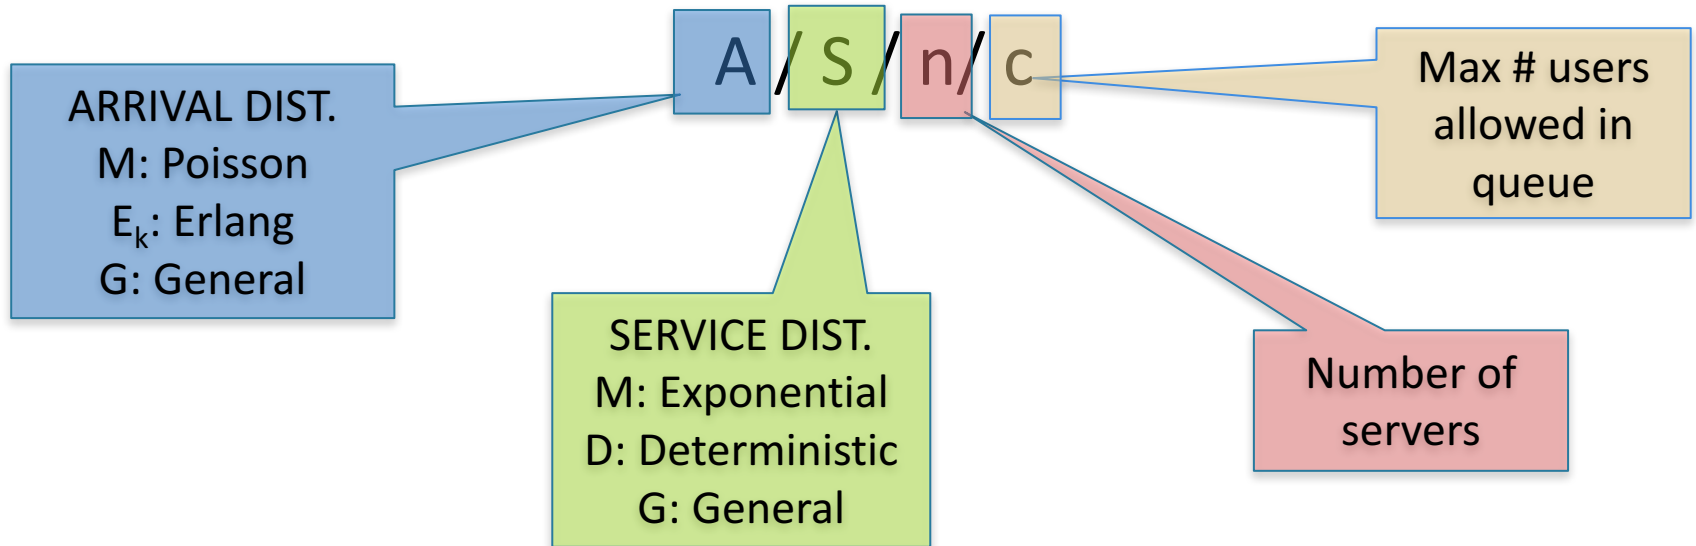 A/S/n/c
ARRIVAL DIST.
M: Poisson
Eₖ: Erlang
G: General
SERVICE DIST.
M: Exponential
D: Deterministic
G: General
Number of
servers
Max # users
allowed in
queue